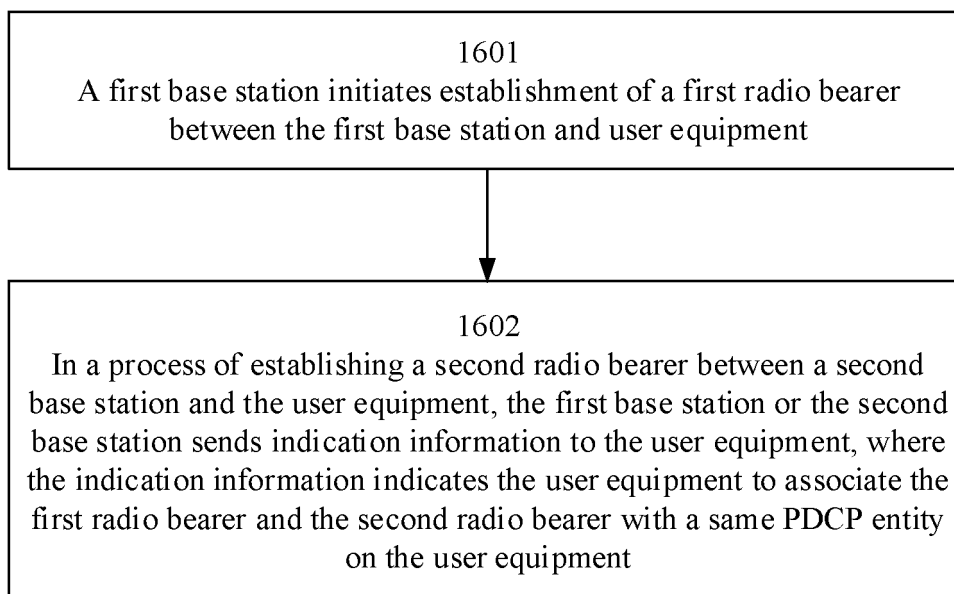 1601
A first base station initiates establishment of a first radio bearer
between the first base station and user equipment
1602
In a process of establishing a second radio bearer between a second
base station and the user equipment, the first base station or the second
base station sends indication information to the user equipment, where
the indication information indicates the user equipment to associate the
first radio bearer and the second radio bearer with a same PDCP entity
on the user equipment